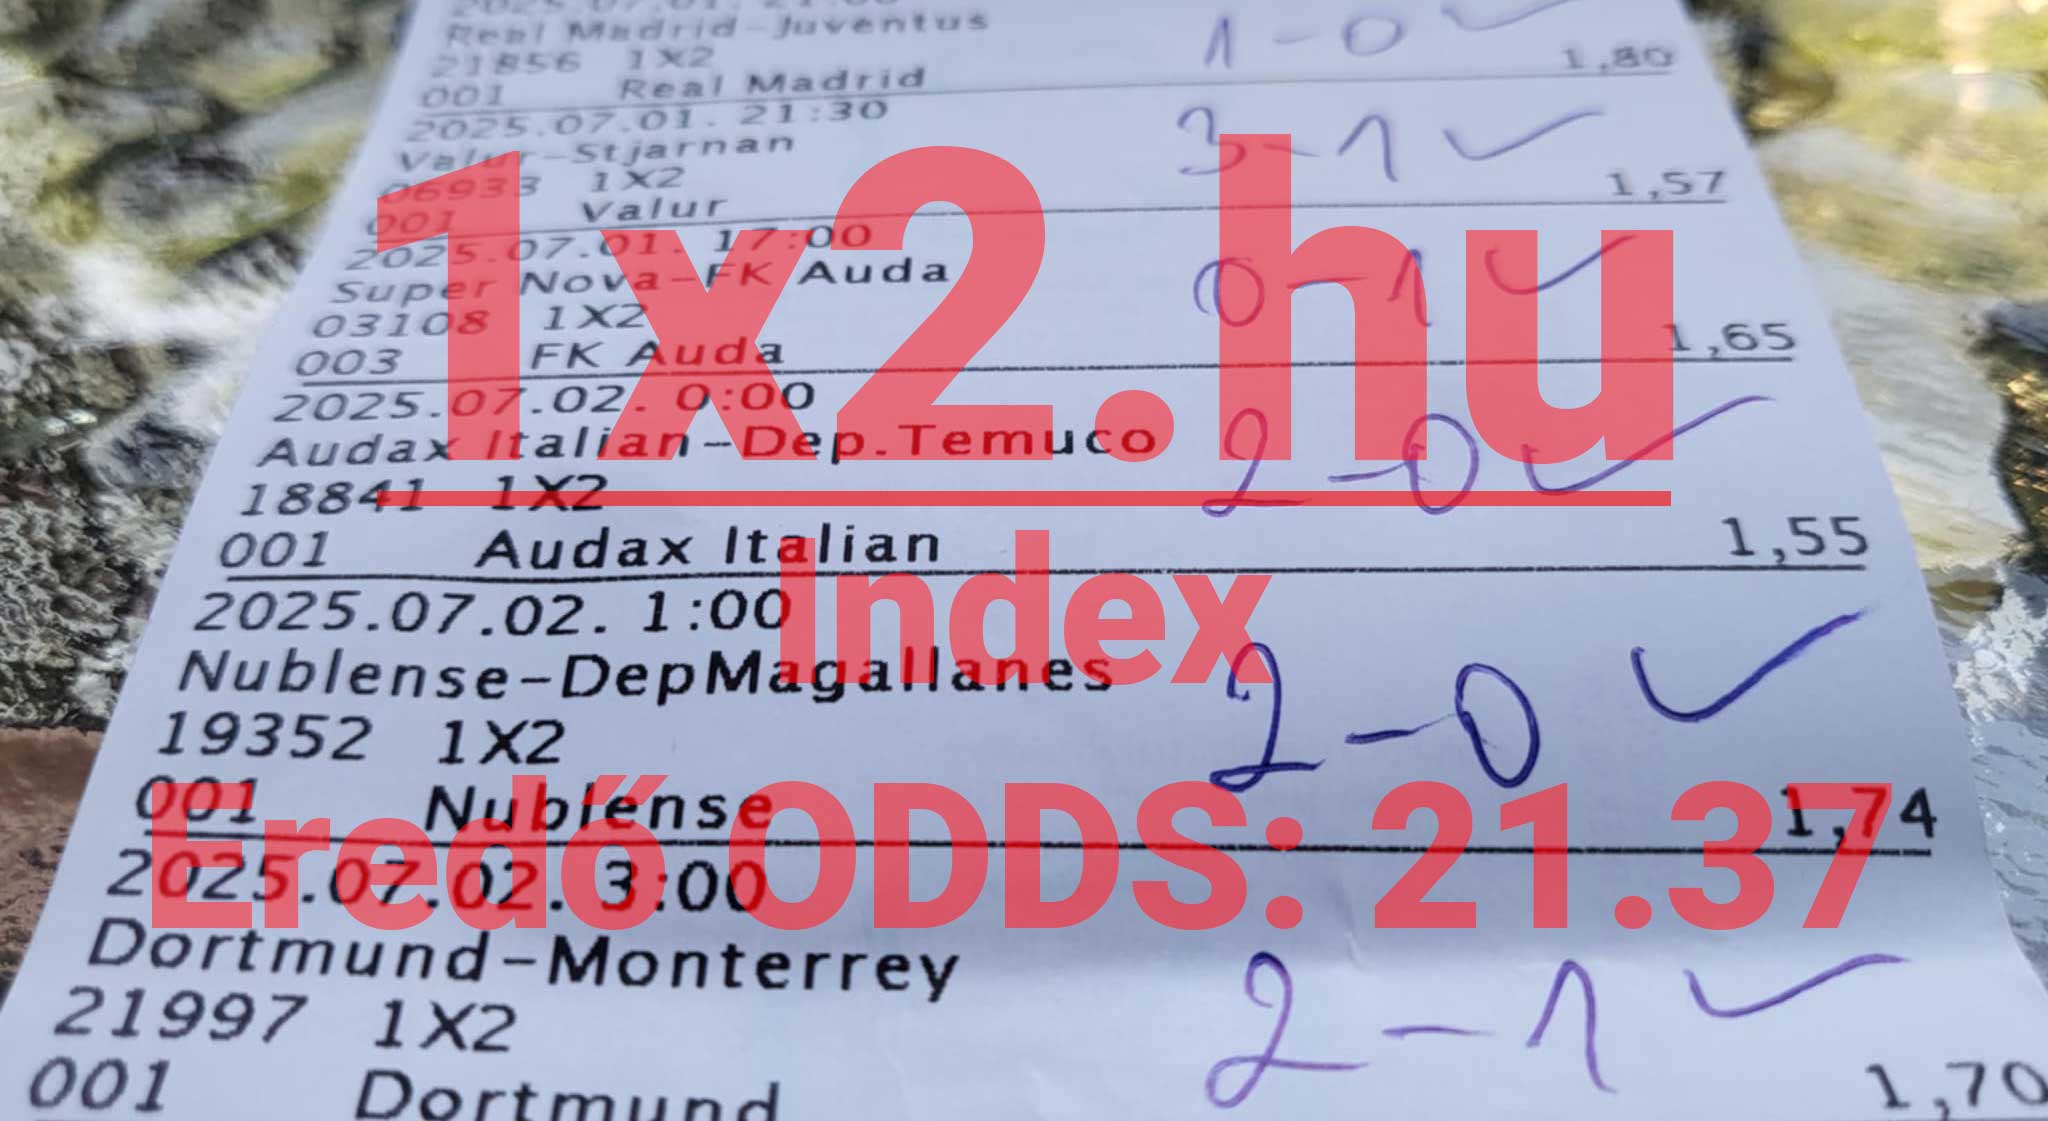 2025.07.01. 21:00
Real Madrid-Juventus
1-0
21856 1X2
001 Real Madrid 1,80
2025.07.01. 21:30
Valur-Stjarnan
3-1
06933 1X2
001 Valur 1,57
2025.07.01. 17:00
Super Nova-FK Auda
0-1
03108 1X2
003 FK Auda 1,65
2025.07.02. 0:00
Audax Italian-Dep.Temuco
2-0
18841 1X2
001 Audax Italian 1,55
2025.07.02. 1:00
Nublense-DepMagallanes
2-0
19352 1X2
001 Nublense 1,74
2025.07.02. 3:00
Dortmund-Monterrey
2-1
21997 1X2
001 Dortmund 1,70
1x2.hu
Index
Eredő ODDS: 21.37